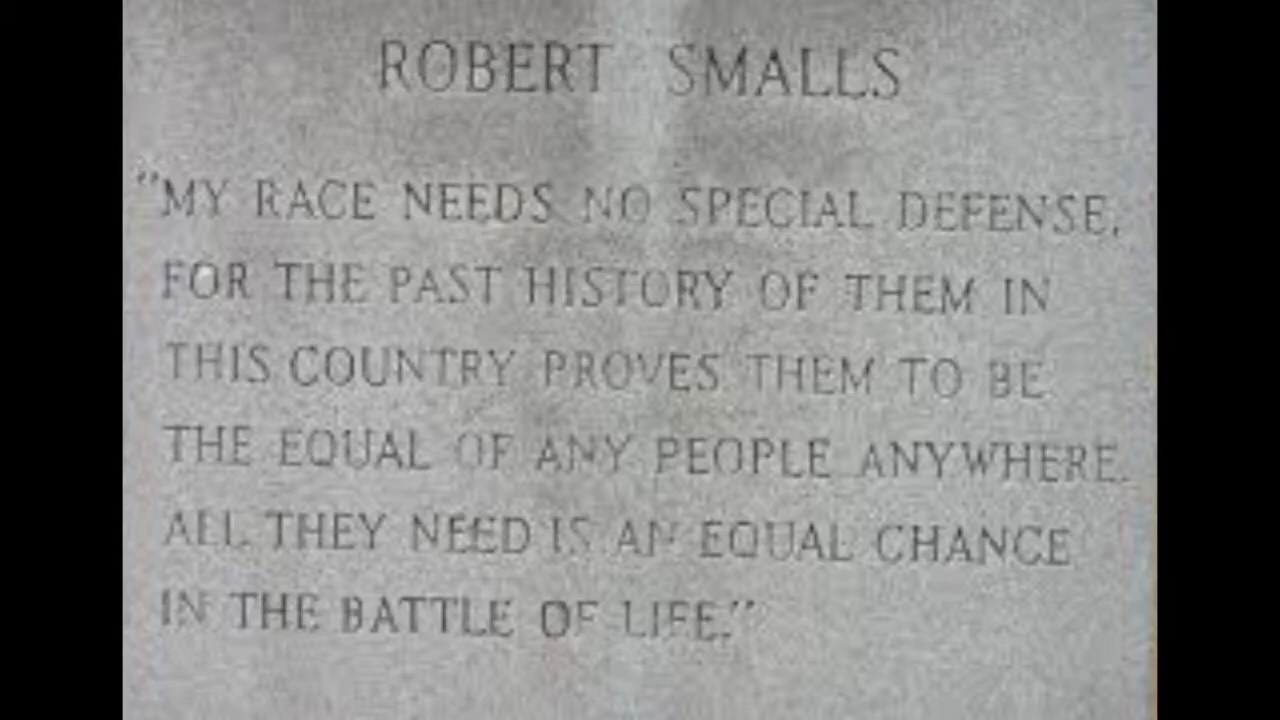 ROBERT SMALLS
"MY RACE NEEDS NO SPECIAL DEFENSE,
FOR THE PAST HISTORY OF THEM IN
THIS COUNTRY PROVES THEM TO BE
THE EQUAL OF ANY PEOPLE ANYWHERE.
ALL THEY NEED IS AN EQUAL CHANCE
IN THE BATTLE OF LIFE."